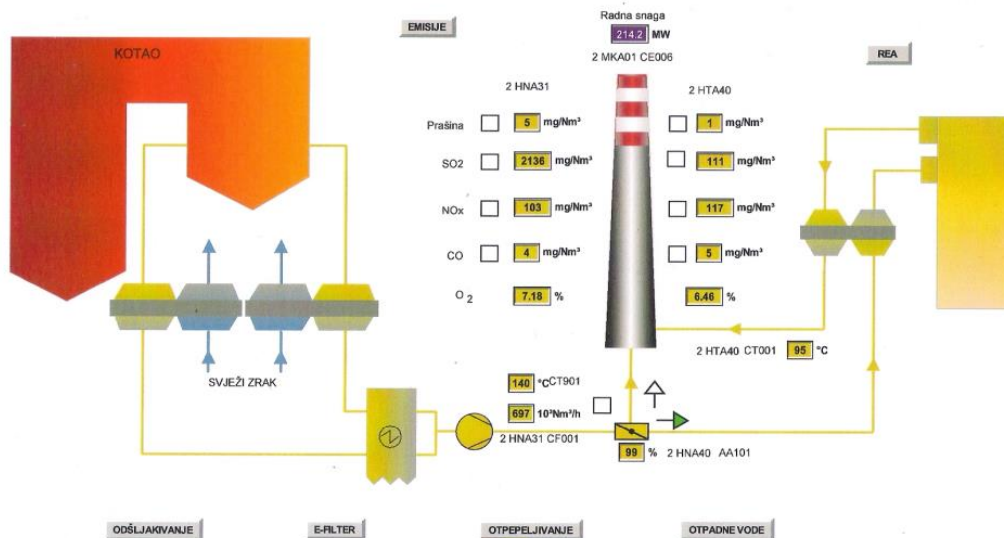 EMISIJE
Radna snaga
214.2 MW
2 MKA01 CE006
REA
KOTAO
2 HNA31
2 HTA40
Prašina 5 mg/Nm³ 1 mg/Nm³
SO2 2136 mg/Nm³ 111 mg/Nm³
NOx 103 mg/Nm³ 117 mg/Nm³
CO 4 mg/Nm³ 5 mg/Nm³
O2 7.18 % 6.46 %
2 HTA40 CT001 95 °C
SVJEŽI ZRAK
140 °C CT901
697 10³Nm³/h
2 HNA31 CF001
99 % 2 HNA40 AA101
ODŠLJAKIVANJE
E-FILTER
OTPEPELJIVANJE
OTPADNE VODE